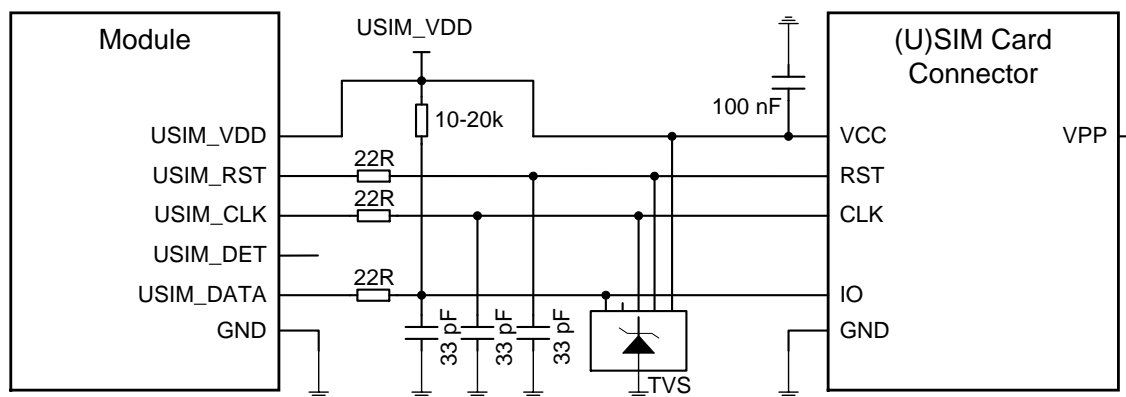 Module
USIM_VDD
(U)SIM Card
Connector
100 nF
10-20k
USIM_VDD
VCC
VPP
22R
USIM_RST
RST
22R
USIM_CLK
CLK
USIM_DET
22R
USIM_DATA
IO
GND
33 pF
33 pF
33 pF
GND
TVS